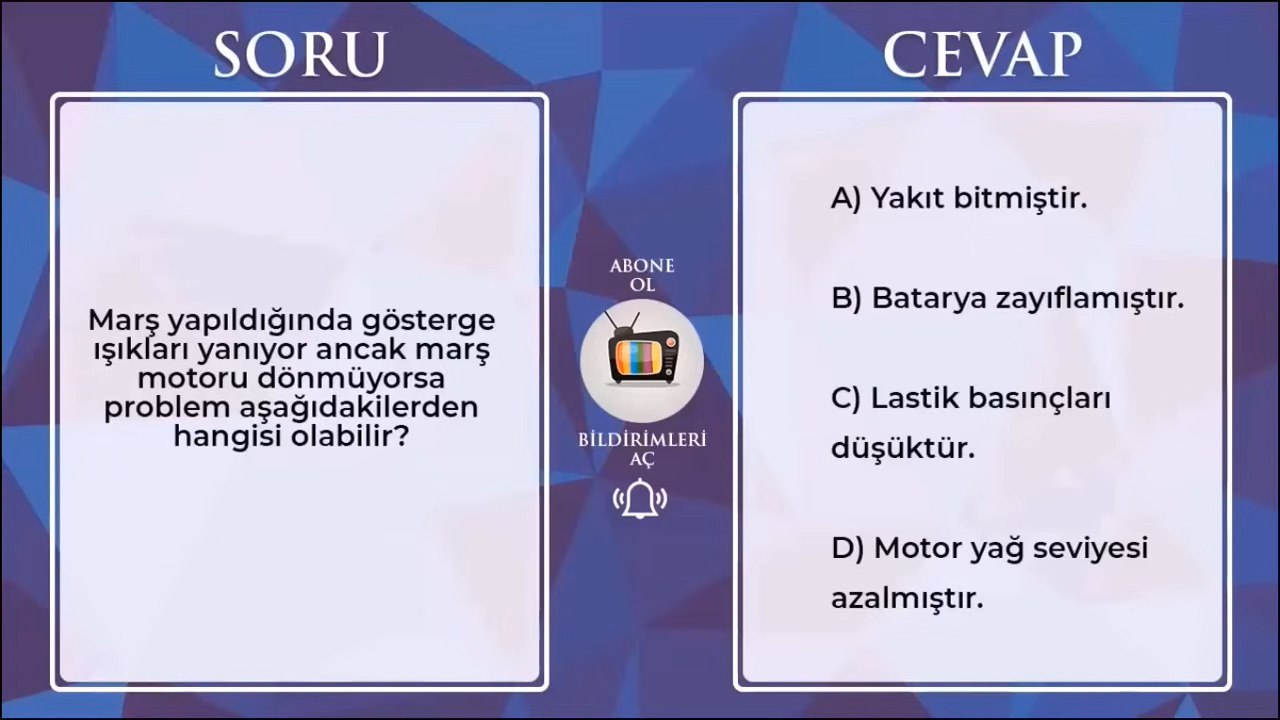 SORU
Marş yapıldığında gösterge
ışıkları yanıyor ancak marş
motoru dönmüyorsa
problem aşağıdakilerden
hangisi olabilir?
ABONE
OL
BİLDİRİMLERİ
AÇ
CEVAP
A) Yakıt bitmiştir.
B) Batarya zayıflamıştır.
C) Lastik basınçları
düşüktür.
D) Motor yağ seviyesi
azalmıştır.